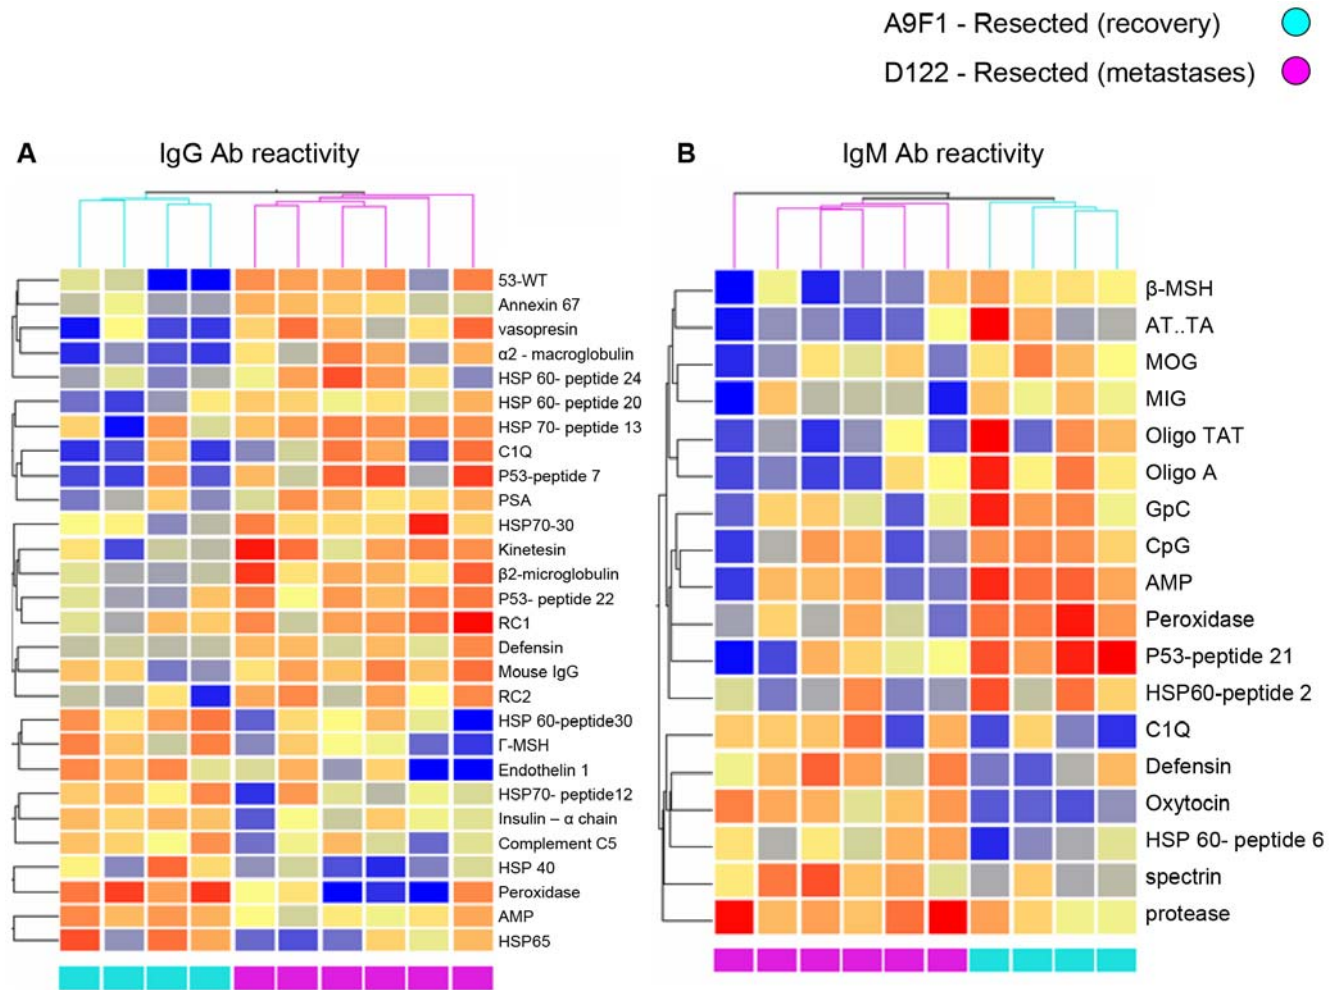 A9F1 - Resected (recovery)
D122 - Resected (metastases)
A
IgG Ab reactivity
53-WT
Annexin 67
vasopresin
α2 - macroglobulin
HSP 60- peptide 24
HSP 60- peptide 20
HSP 70- peptide 13
C1Q
P53-peptide 7
PSA
HSP70-30
Kinetesin
β2-microglobulin
P53- peptide 22
RC1
Defensin
Mouse IgG
RC2
HSP 60-peptide30
Γ-MSH
Endothelin 1
HSP70- peptide12
Insulin – α chain
Complement C5
HSP 40
Peroxidase
AMP
HSP65
B
IgM Ab reactivity
β-MSH
AT..TA
MOG
MIG
Oligo TAT
Oligo A
GpC
CpG
AMP
Peroxidase
P53-peptide 21
HSP60-peptide 2
C1Q
Defensin
Oxytocin
HSP 60- peptide 6
spectrin
protease